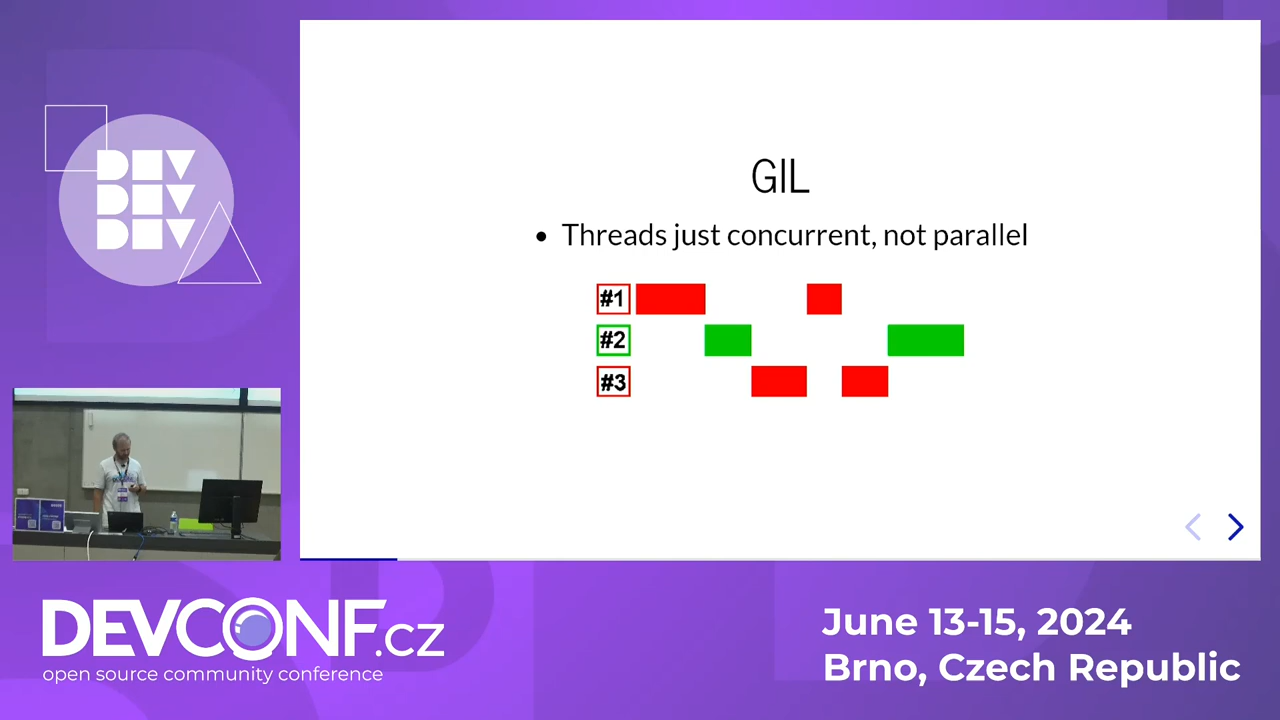 DEV
DEV
DEV
GIL
• Threads just concurrent, not parallel
#1
#2
#3
DEVCONF.cz
open source community conference
June 13-15, 2024
Brno, Czech Republic